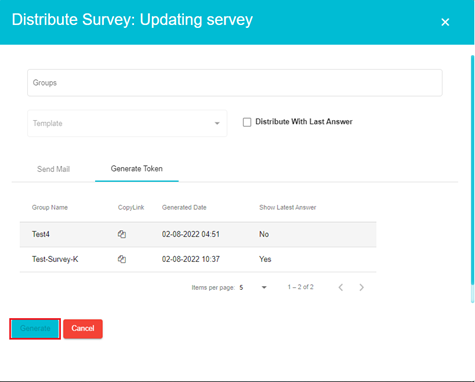 Distribute Survey: Updating servey
Groups
Template
Distribute With Last Answer
Send Mail Generate Token
Group Name CopyLink Generated Date Show Latest Answer
Test4 02-08-2022 04:51 No
Test-Survey-K 02-08-2022 10:37 Yes
Items per page: 5 1 – 2 of 2
Generate Cancel